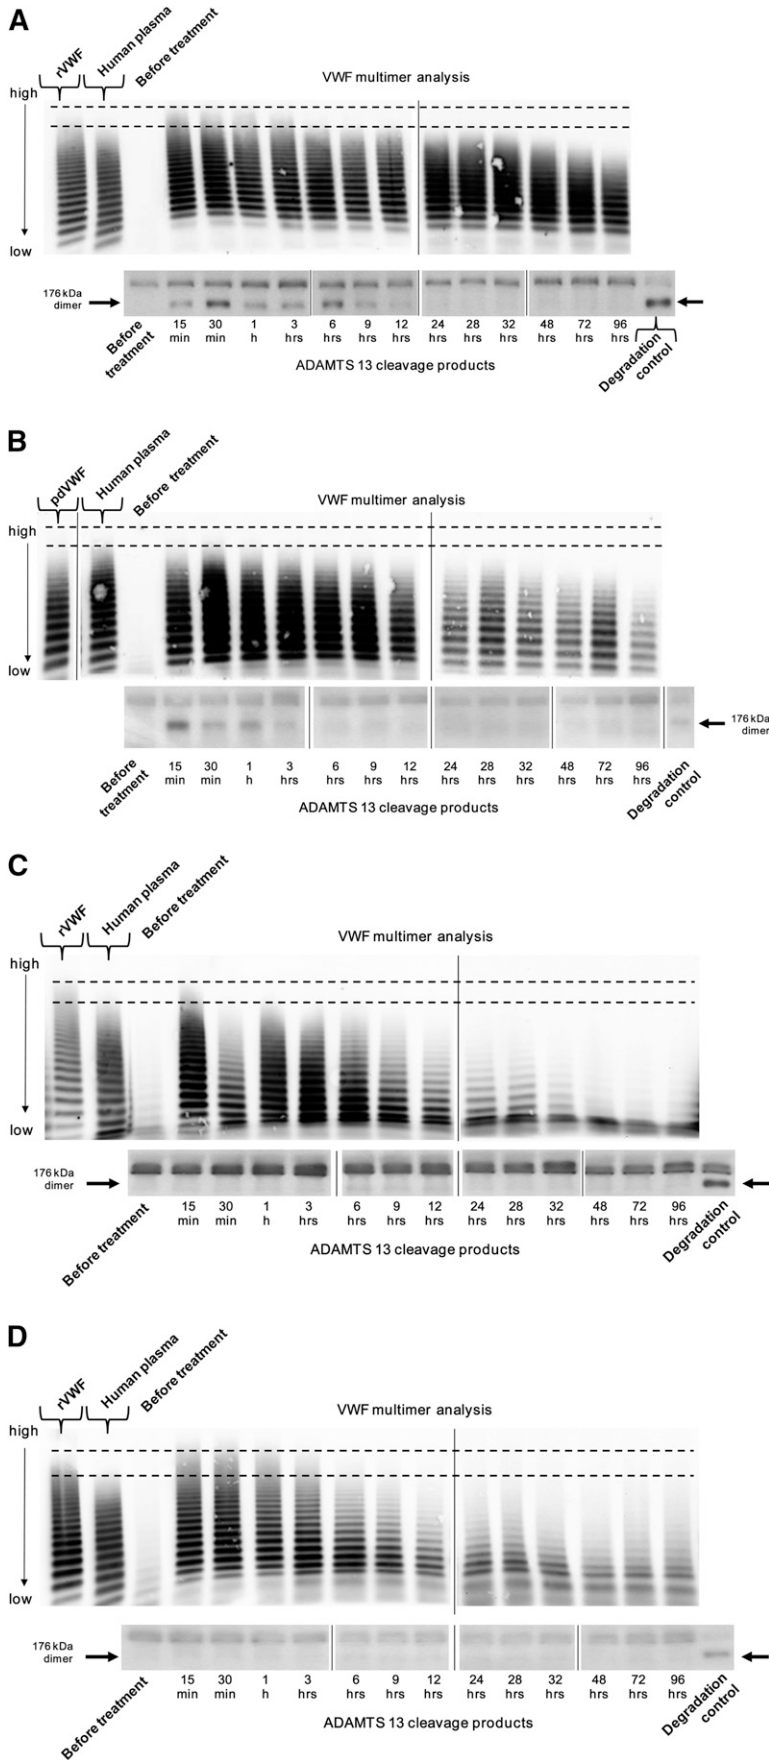 A
rVWF
Human plasma
Before treatment
VWF multimer analysis
high
low
176 kDa
dimer
Before
treatment
15 min
30 min
1 h
3 hrs
6 hrs
9 hrs
12 hrs
24 hrs
28 hrs
32 hrs
48 hrs
72 hrs
96 hrs
Degradation
control
ADAMTS 13 cleavage products
B
pdVWF
Human plasma
Before treatment
VWF multimer analysis
high
low
176 kDa
dimer
Before
treatment
15 min
30 min
1 h
3 hrs
6 hrs
9 hrs
12 hrs
24 hrs
28 hrs
32 hrs
48 hrs
72 hrs
96 hrs
Degradation
control
ADAMTS 13 cleavage products
C
rVWF
Human plasma
Before treatment
VWF multimer analysis
high
low
176 kDa
dimer
Before treatment
15 min
30 min
1 h
3 hrs
6 hrs
9 hrs
12 hrs
24 hrs
28 hrs
32 hrs
48 hrs
72 hrs
96 hrs
Degradation
control
ADAMTS 13 cleavage products
D
rVWF
Human plasma
Before treatment
VWF multimer analysis
high
low
176 kDa
dimer
Before treatment
15 min
30 min
1 h
3 hrs
6 hrs
9 hrs
12 hrs
24 hrs
28 hrs
32 hrs
48 hrs
72 hrs
96 hrs
Degradation
control
ADAMTS 13 cleavage products